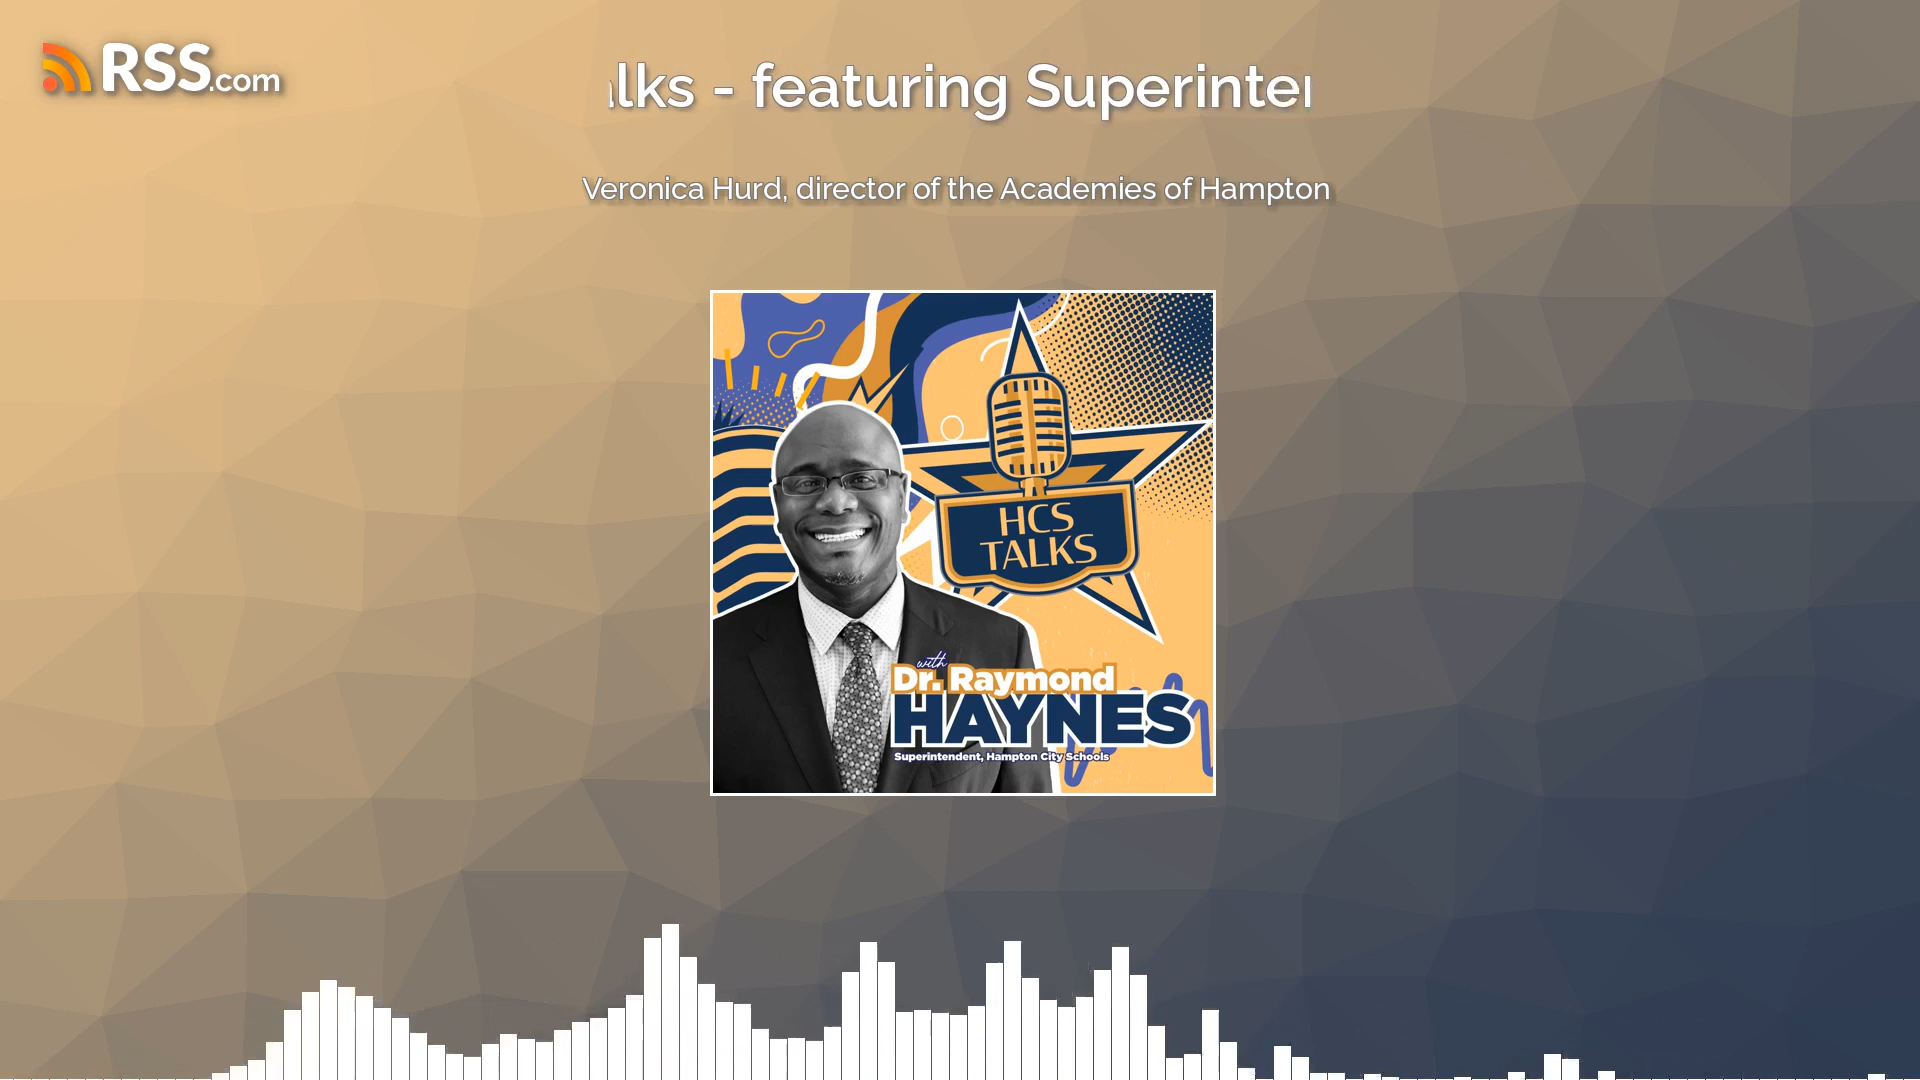 RSS.com
lks - featuring Superinte
Veronica Hurd, director of the Academies of Hampton
HCS
TALKS
with
Dr. Raymond
HAYNES
Superintendent, Hampton City Schools